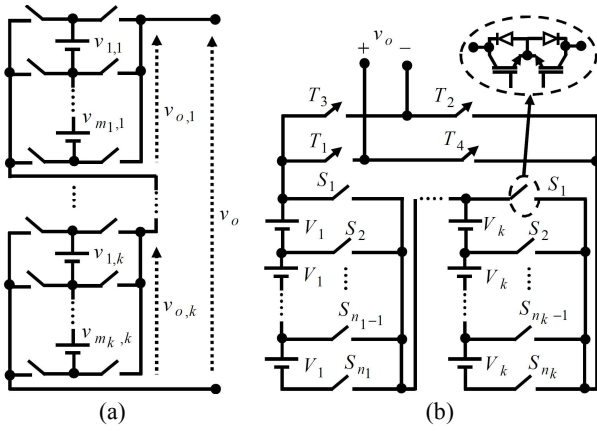 v1,1
vm1,1
vo,1
vo
v1,k
vmk,k
vo,k
(a)
+ vo −
T3
T2
T1
T4
S1
S1
V1
S2
Vk
S2
V1
Vk
Sn1−1
Snk−1
V1
Sn1
Vk
Snk
(b)